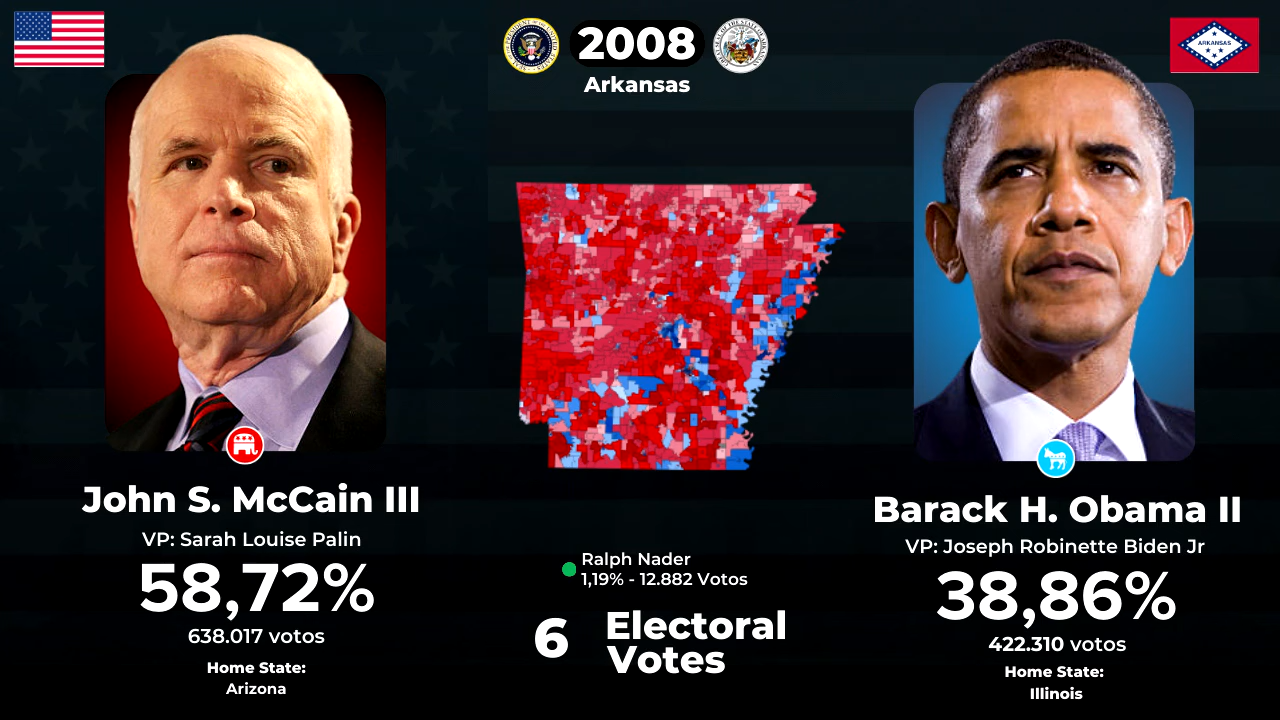 2008
Arkansas
ARKANSAS
John S. McCain III
VP: Sarah Louise Palin
58,72%
638.017 votos
Home State:
Arizona
Ralph Nader
1,19% - 12.882 Votos
6 Electoral
Votes
Barack H. Obama II
VP: Joseph Robinette Biden Jr
38,86%
422.310 votos
Home State:
Illinois